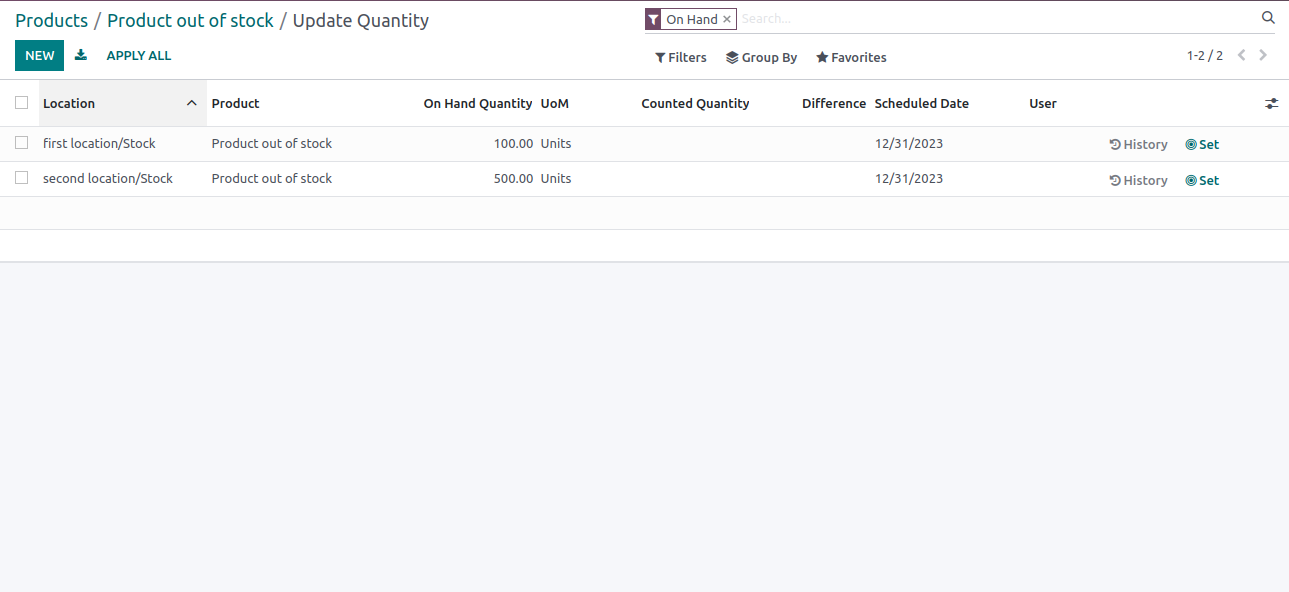 Products / Product out of stock / Update Quantity
On Hand × Search...
NEW APPLY ALL
Filters Group By Favorites
1-2 / 2
Location Product On Hand Quantity UoM Counted Quantity Difference Scheduled Date User
first location/Stock Product out of stock 100.00 Units 12/31/2023 History Set
second location/Stock Product out of stock 500.00 Units 12/31/2023 History Set